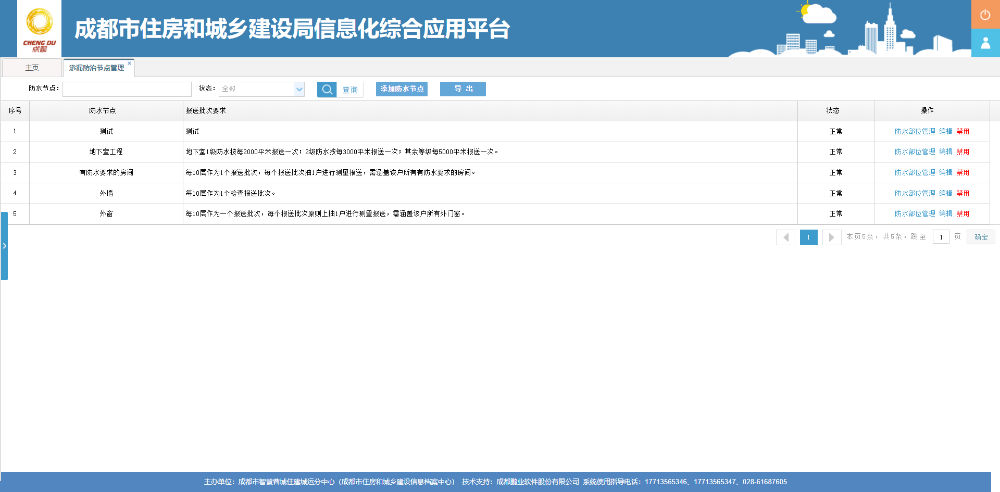 CHENG DU
成都
成都市住房和城乡建设局信息化综合应用平台
主页 渗漏防治节点管理
防水节点： 状态： 全部 查询 添加防水节点 导 出
序号 防水节点 报送批次要求 状态 操作
1 测试 测试 正常 防水部位管理 编辑 禁用
2 地下室工程 地下室1级防水按每2000平米报送一次；2级防水按每3000平米报送一次；其余等级每5000平米报送一次。 正常 防水部位管理 编辑 禁用
3 有防水要求的房间 每10层作为1个报送批次，每个报送批次抽1户进行测量报送，需涵盖该户所有有防水要求的房间。 正常 防水部位管理 编辑 禁用
4 外墙 每10层作为1个检查报送批次。 正常 防水部位管理 编辑 禁用
5 外窗 每10层作为一个报送批次，每个报送批次原则上抽1户进行测量报送，需涵盖该户所有外门窗。 正常 防水部位管理 编辑 禁用
1 本页5条，共5条，跳至 1 页 确定
主办单位：成都市智慧蓉城住建城运分中心（成都市住房和城乡建设信息档案中心） 技术支持：成都鹏业软件股份有限公司 系统使用指导电话：17713565346、17713565347、028-61687605